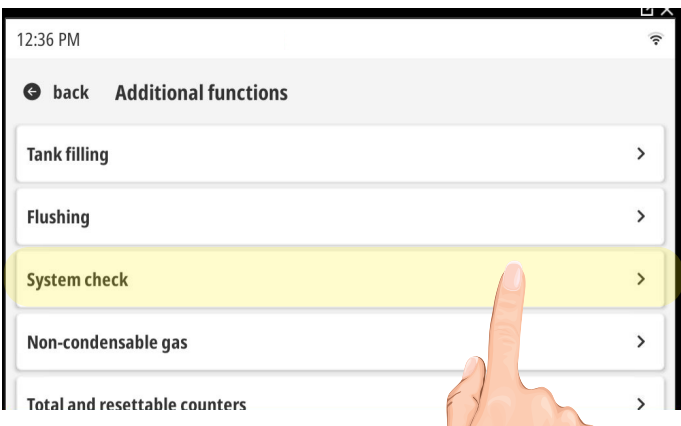 12:36 PM
back Additional functions
Tank filling
Flushing
System check
Non-condensable gas
Total and resettable counters